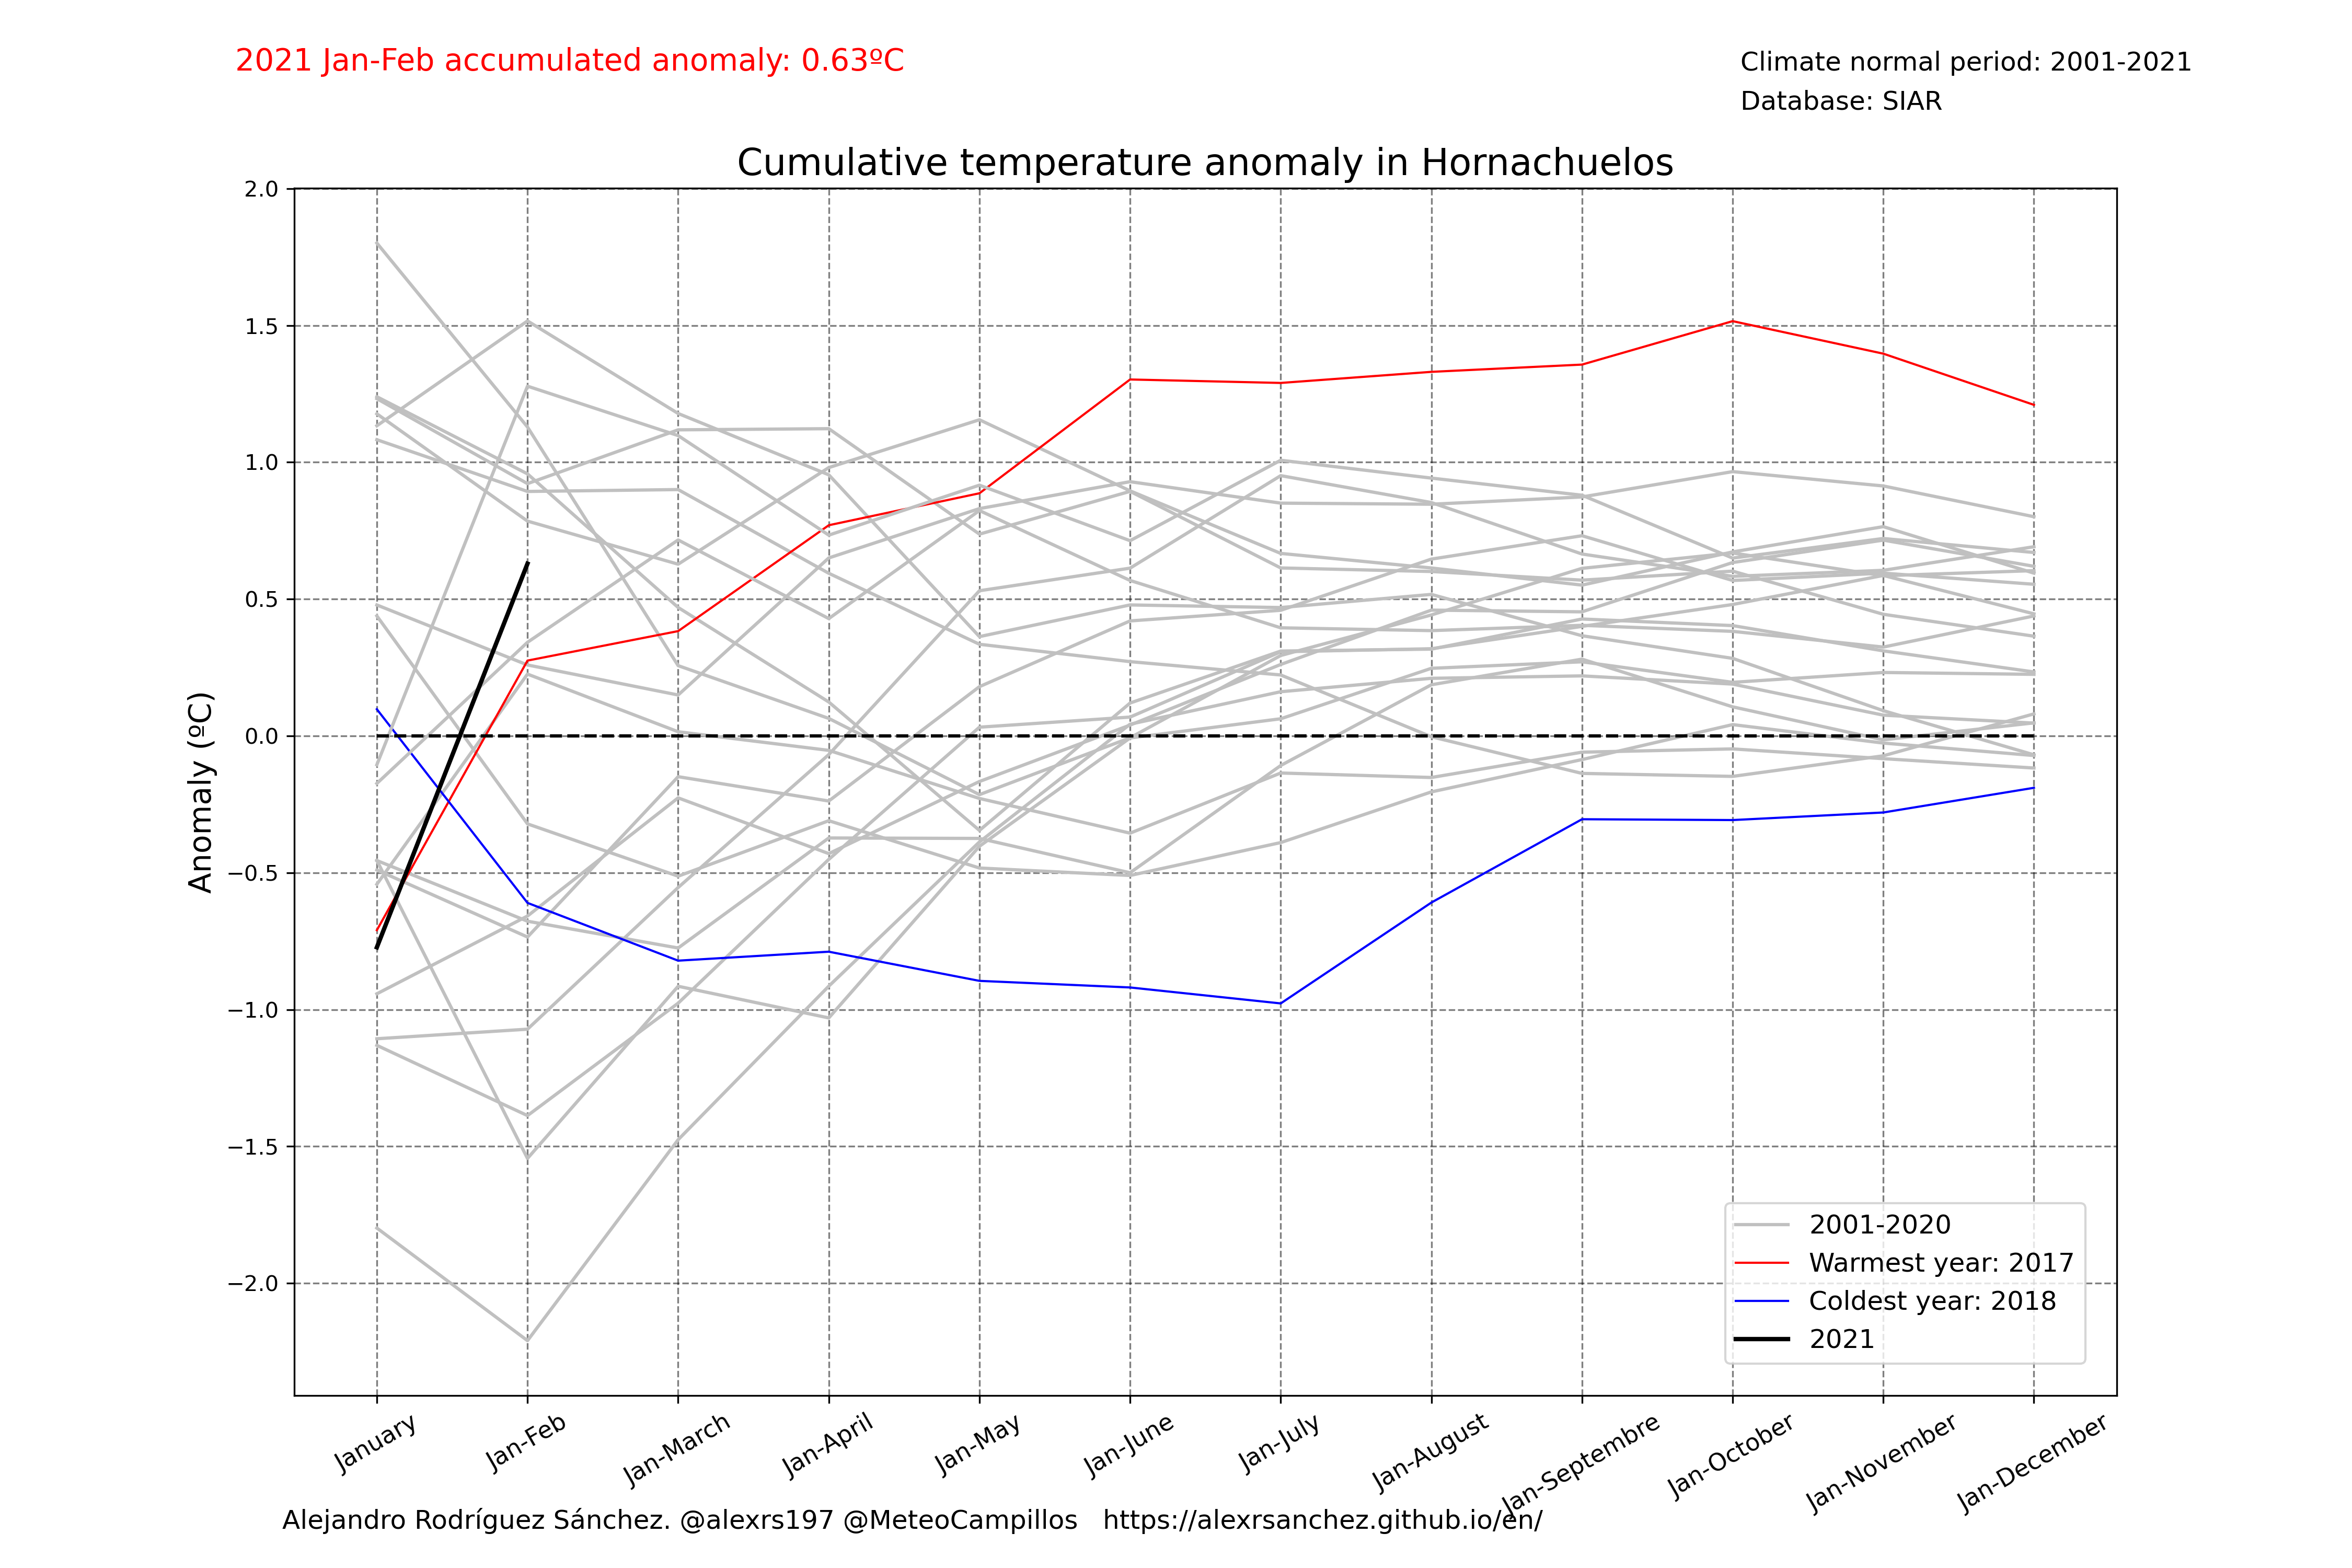 2021 Jan-Feb accumulated anomaly: 0.63ºC
Climate normal period: 2001-2021
Database: SIAR
Cumulative temperature anomaly in Hornachuelos
Anomaly (ºC)
2.0
1.5
1.0
0.5
0.0
−0.5
−1.0
−1.5
−2.0
2001-2020
Warmest year: 2017
Coldest year: 2018
2021
January
Jan-Feb
Jan-March
Jan-April
Jan-May
Jan-June
Jan-July
Jan-August
Jan-Septembre
Jan-October
Jan-November
Jan-December
Alejandro Rodríguez Sánchez. @alexrs197 @MeteoCampillos https://alexrsanchez.github.io/en/